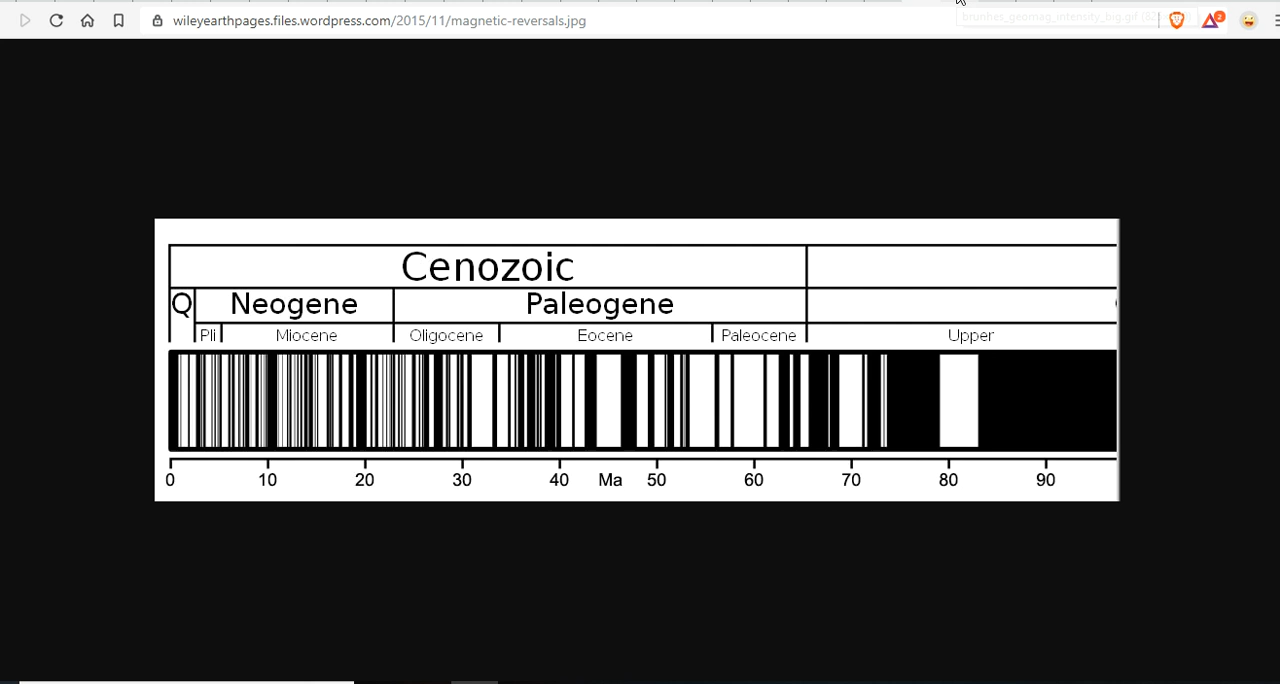 wileyearthpages.files.wordpress.com/2015/11/magnetic-reversals.jpg
2
Cenozoic
Q Neogene Paleogene
Pli Miocene Oligocene Eocene Paleocene Upper
0 10 20 30 40 Ma 50 60 70 80 90